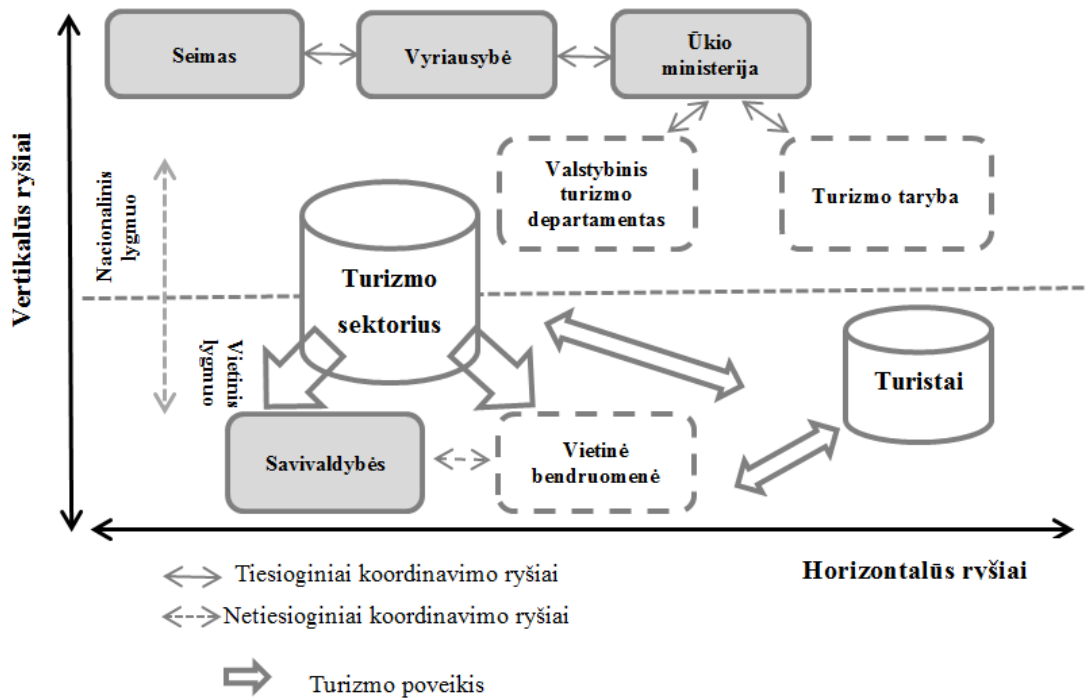 Seimas
Vyriausybė
Ūkio
ministerija
Valstybinis
turizmo
departamentas
Turizmo taryba
Vertikalūs ryšiai
Nacionalinis
lygmuo
Turizmo
sektorius
Vietinis
lygmuo
Turistai
Savivaldybės
Vietinė
bendruomenė
Horizontalūs ryšiai
Tiesioginiai koordinavimo ryšiai
Netiesioginiai koordinavimo ryšiai
Turizmo poveikis